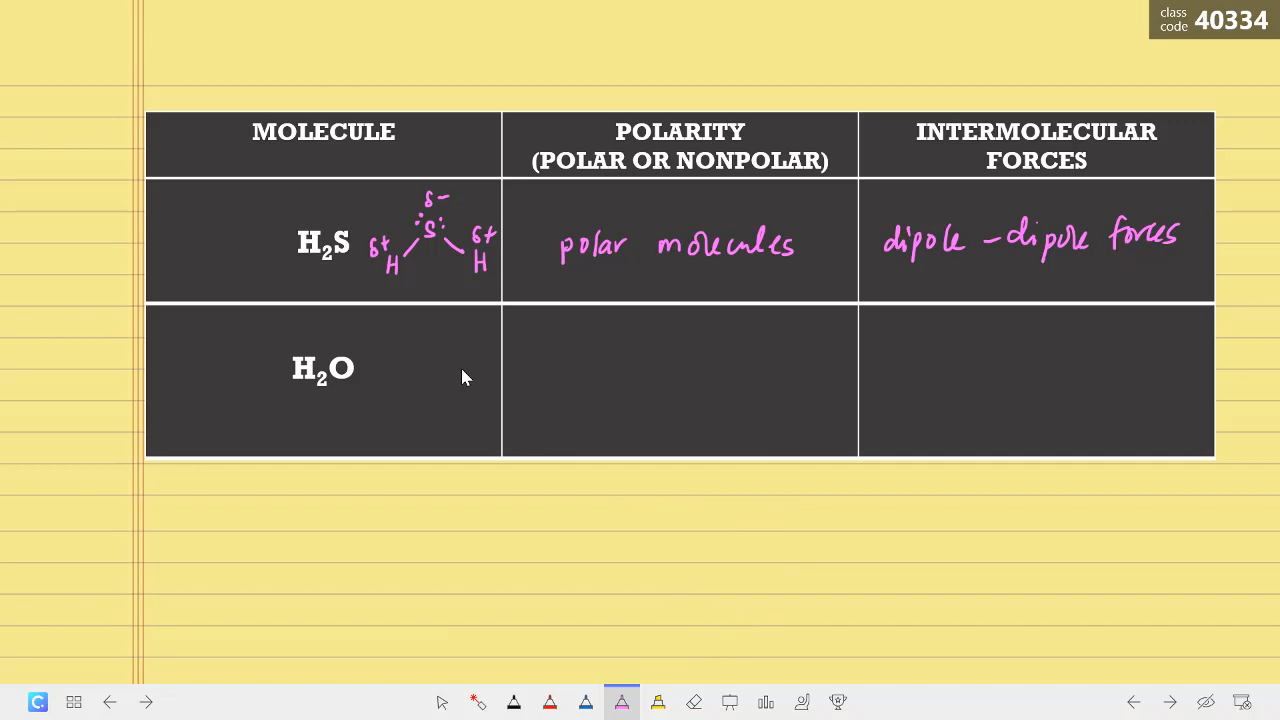 class
code 40334
MOLECULE
POLARITY
(POLAR OR NONPOLAR)
INTERMOLECULAR
FORCES
H₂S
δ−
δ+ S δ+
H H
polar molecules
dipole – dipole forces
H₂O